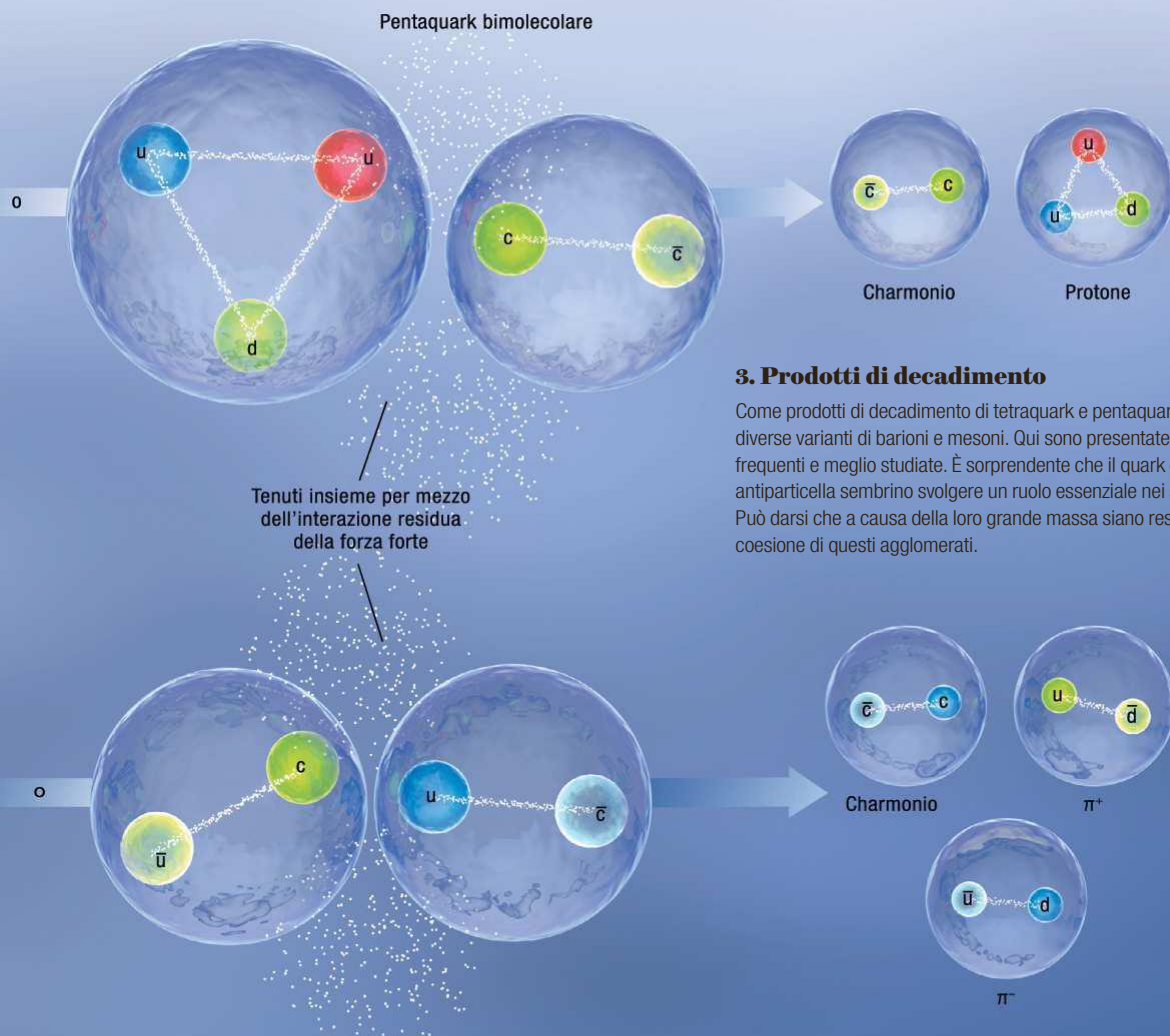 Pentaquark bimolecolare
o
u
u
d
c
c̅
c̅
c
u
u
d
Charmonio
Protone
3. Prodotti di decadimento
Come prodotti di decadimento di tetraquark e
diverse varianti di barioni e mesoni. Qui sono presentate
frequenti e meglio studiate. È sorprendente che il quark
antiparticella sembrino svolgere un ruolo essenziale nei
Può darsi che a causa della loro grande massa siano
coesione di questi agglomerati.
Tenuti insieme per mezzo
dell'interazione residua
della forza forte
o
u̅
c
u
c̅
c̅
c
u
d̅
Charmonio
π⁺
u̅
d
π⁻